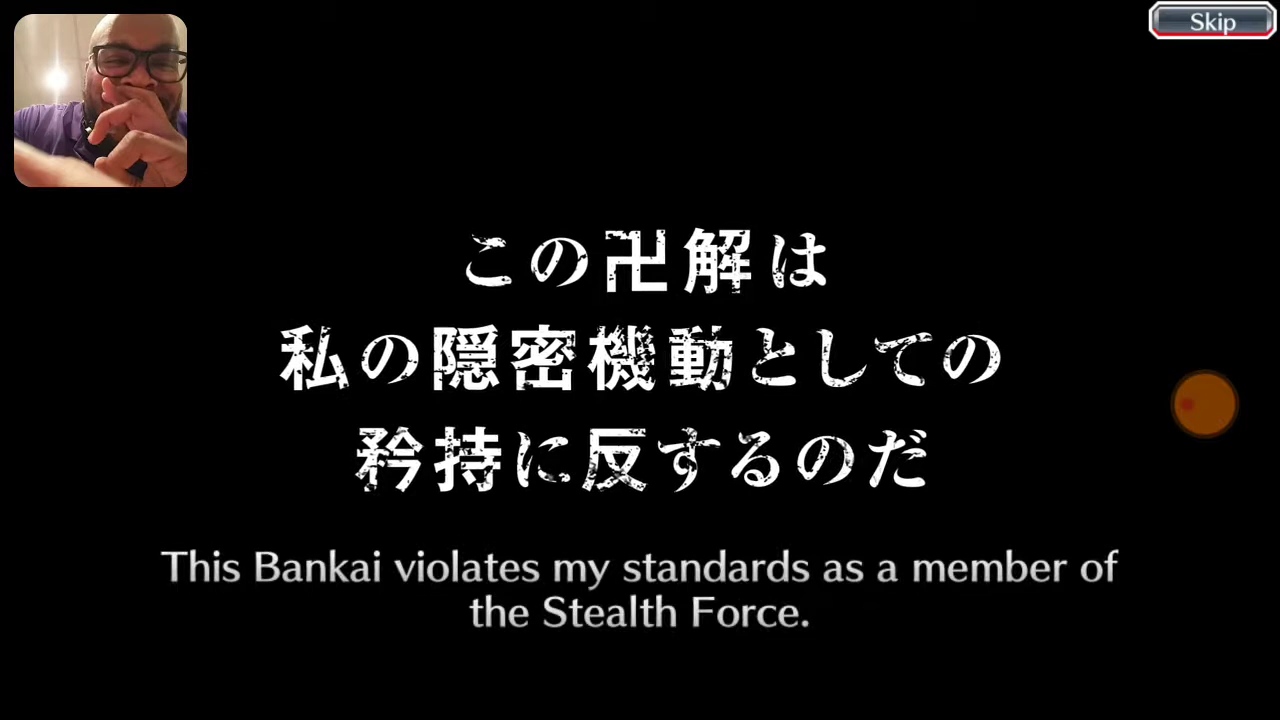 Skip
この卍解は
私の隠密機動としての
矜持に反するのだ
This Bankai violates my standards as a member of
the Stealth Force.